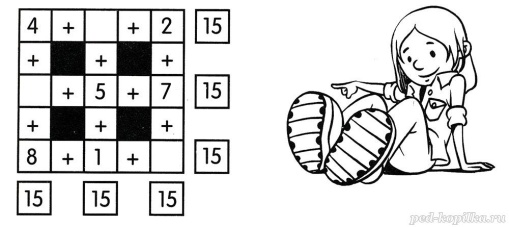 4 + + 2 15
+ + +
+ 5 + 7 15
+ + +
8 + 1 + 15
15 15 15
ped-kopilka.ru